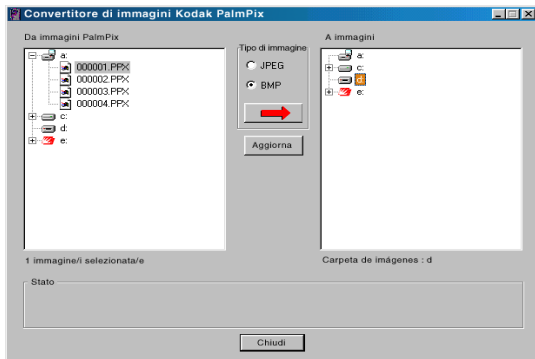 Convertitore di immagini Kodak PalmPix
Da immagini PalmPix
a:
000001.PPX
000002.PPX
000003.PPX
000004.PPX
c:
d:
e:
Tipo di immagine
JPEG
BMP
Aggiorna
A immagini
a:
c:
d:
e:
1 immagine/i selezionata/e
Carpeta de imágenes : d
Stato
Chiudi